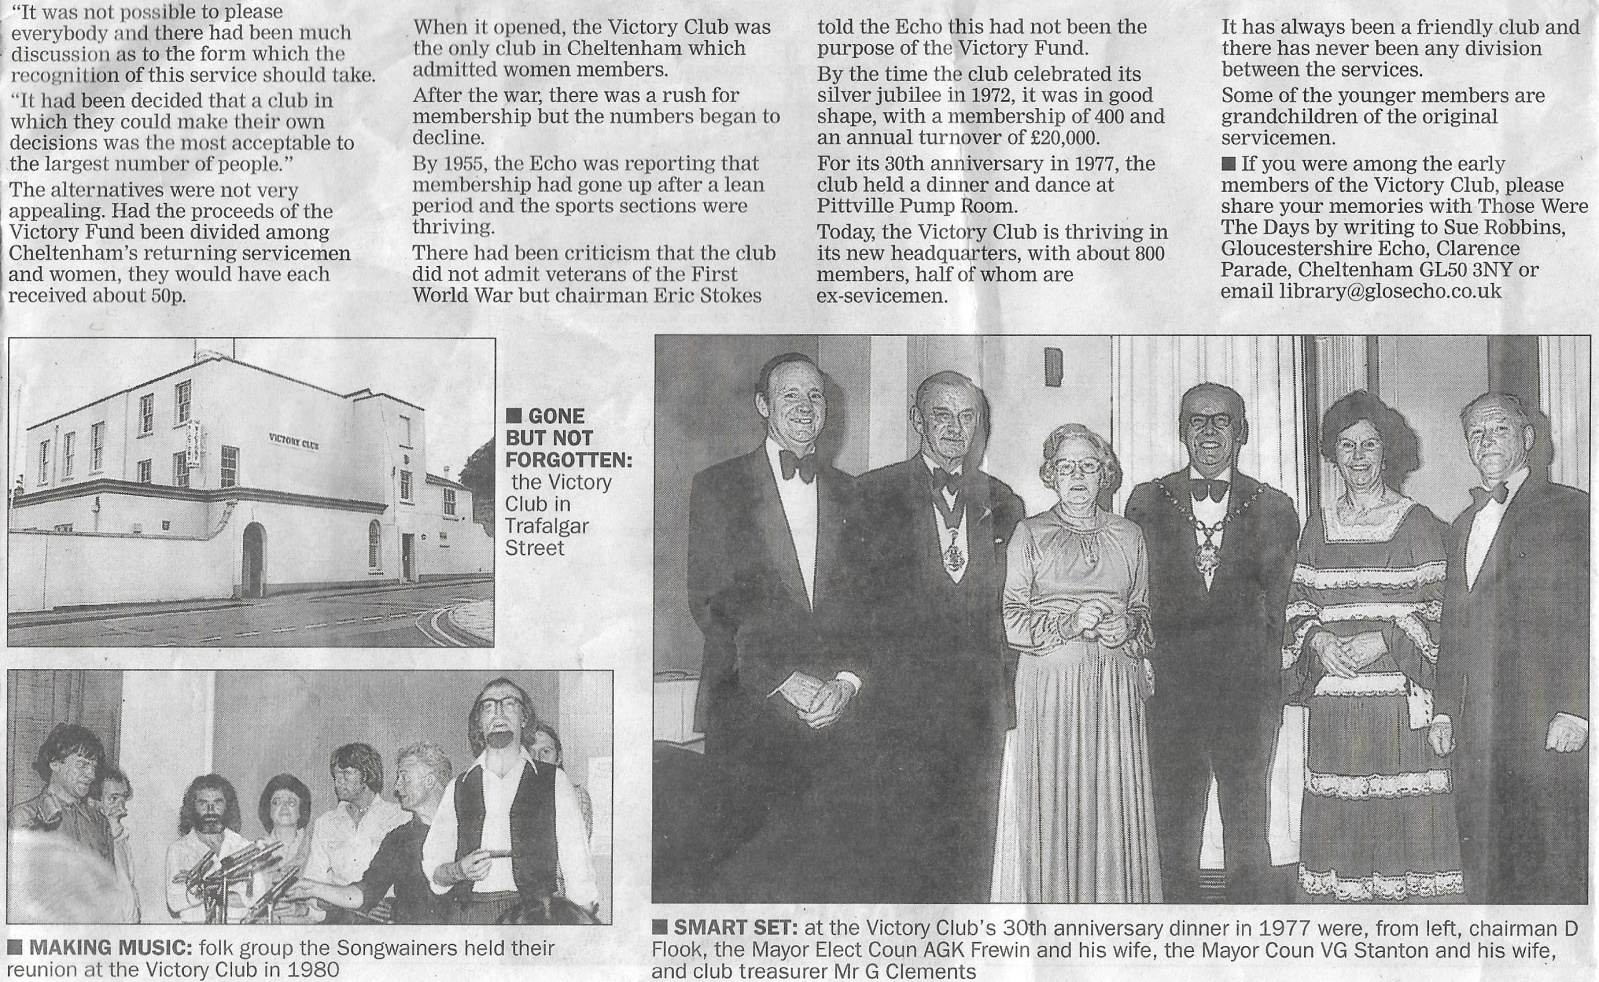 “It was not possible to please
everybody and there had been much
discussion as to the form which the
recognition of this service should take.
“It had been decided that a club in
which they could make their own
decisions was the most acceptable to
the largest number of people.”
The alternatives were not very
appealing. Had the proceeds of the
Victory Fund been divided among
Cheltenham's returning servicemen
and women, they would have each
received about 50p.
When it opened, the Victory Club was
the only club in Cheltenham which
admitted women members.
After the war, there was a rush for
membership but the numbers began to
decline.
By 1955, the Echo was reporting that
membership had gone up after a lean
period and the sports sections were
thriving.
There had been criticism that the club
did not admit veterans of the First
World War but chairman Eric Stokes
told the Echo this had not been the
purpose of the Victory Fund.
By the time the club celebrated its
silver jubilee in 1972, it was in good
shape, with a membership of 400 and
an annual turnover of £20,000.
For its 30th anniversary in 1977, the
club held a dinner and dance at
Pittville Pump Room.
Today, the Victory Club is thriving in
its new headquarters, with about 800
members, half of whom are
ex-sevicemen.
It has always been a friendly club and
there has never been any division
between the services.
Some of the younger members are
grandchildren of the original
servicemen.
■ If you were among the early
members of the Victory Club, please
share your memories with Those Were
The Days by writing to Sue Robbins,
Gloucestershire Echo, Clarence
Parade, Cheltenham GL50 3NY or
email library@glosecho.co.uk
VICTORY CLUB
■ GONE
BUT NOT
FORGOTTEN:
the Victory
Club in
Trafalgar
Street
■ MAKING MUSIC: folk group the Songwainers held their
reunion at the Victory Club in 1980
■ SMART SET: at the Victory Club's 30th anniversary dinner in 1977 were, from left, chairman D
Flook, the Mayor Elect Coun AGK Frewin and his wife, the Mayor Coun VG Stanton and his wife,
and club treasurer Mr G Clements